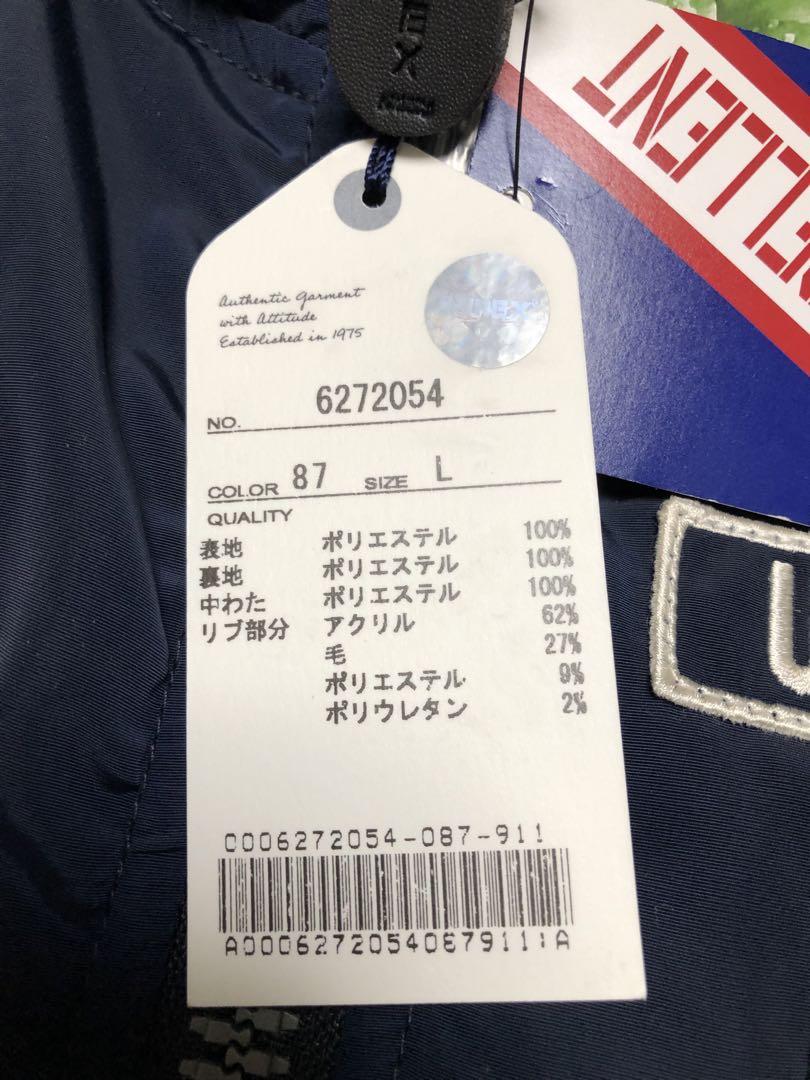 EX
ELLENT
Authentic Garment
with Attitude
Established in 1975
NO. 6272054
COLOR 87 SIZE L
QUALITY
表地 ポリエステル 100%
裏地 ポリエステル 100%
中わた ポリエステル 100%
リブ部分 アクリル 62%
毛 27%
ポリエステル 9%
ポリウレタン 2%
0006272054-087-911
A0006272054087911:A
U